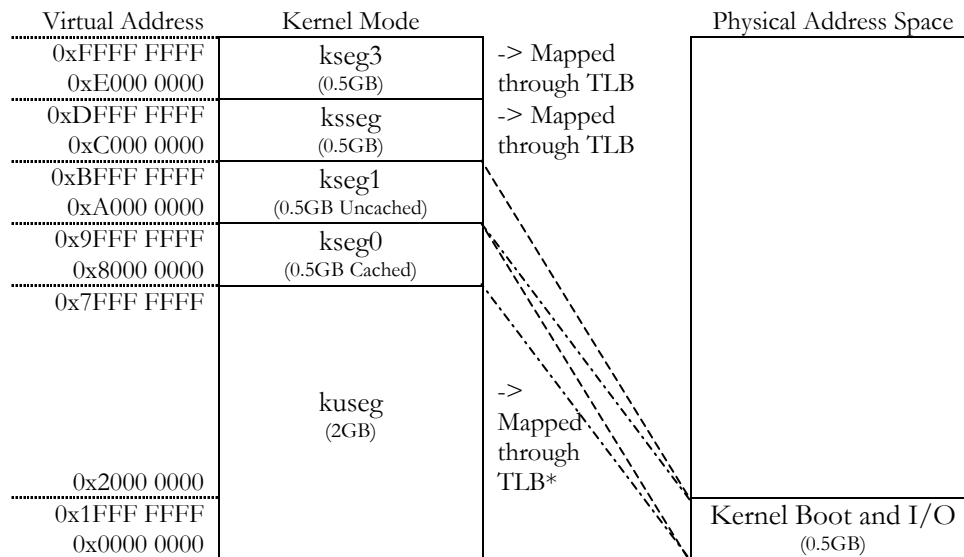 Virtual Address Kernel Mode Physical Address Space
0xFFFF FFFF kseg3 -> Mapped
0xE000 0000 (0.5GB) through TLB
0xDFFF FFFF ksseg -> Mapped
0xC000 0000 (0.5GB) through TLB
0xBFFF FFFF kseg1
0xA000 0000 (0.5GB Uncached)
0x9FFF FFFF kseg0
0x8000 0000 (0.5GB Cached)
0x7FFF FFFF
kuseg
(2GB)
->
Mapped
through
TLB*
0x2000 0000
0x1FFF FFFF Kernel Boot and I/O
0x0000 0000 (0.5GB)